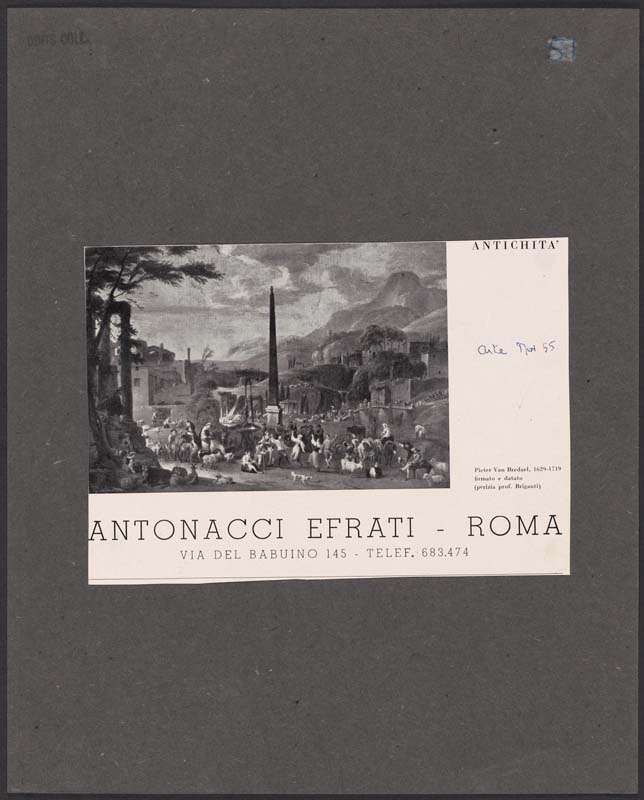 ANTICHITA'
Arte Nov 55
Pieter Van Bredael, 1629-1719
firmato e datato
(perizia prof. Briganti)
ANTONACCI EFRATI - ROMA
VIA DEL BABUINO 145 - TELEF. 683.474